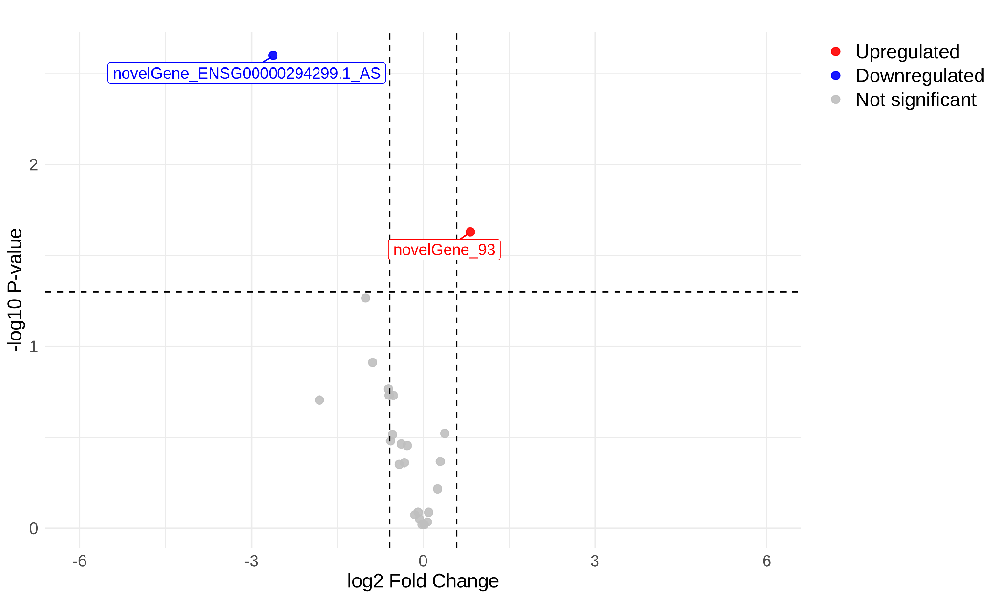 novelGene_ENSG00000294299.1_AS
novelGene_93
Upregulated
Downregulated
Not significant
-log10 P-value
2
1
0
-6
-3
0
3
6
log2 Fold Change